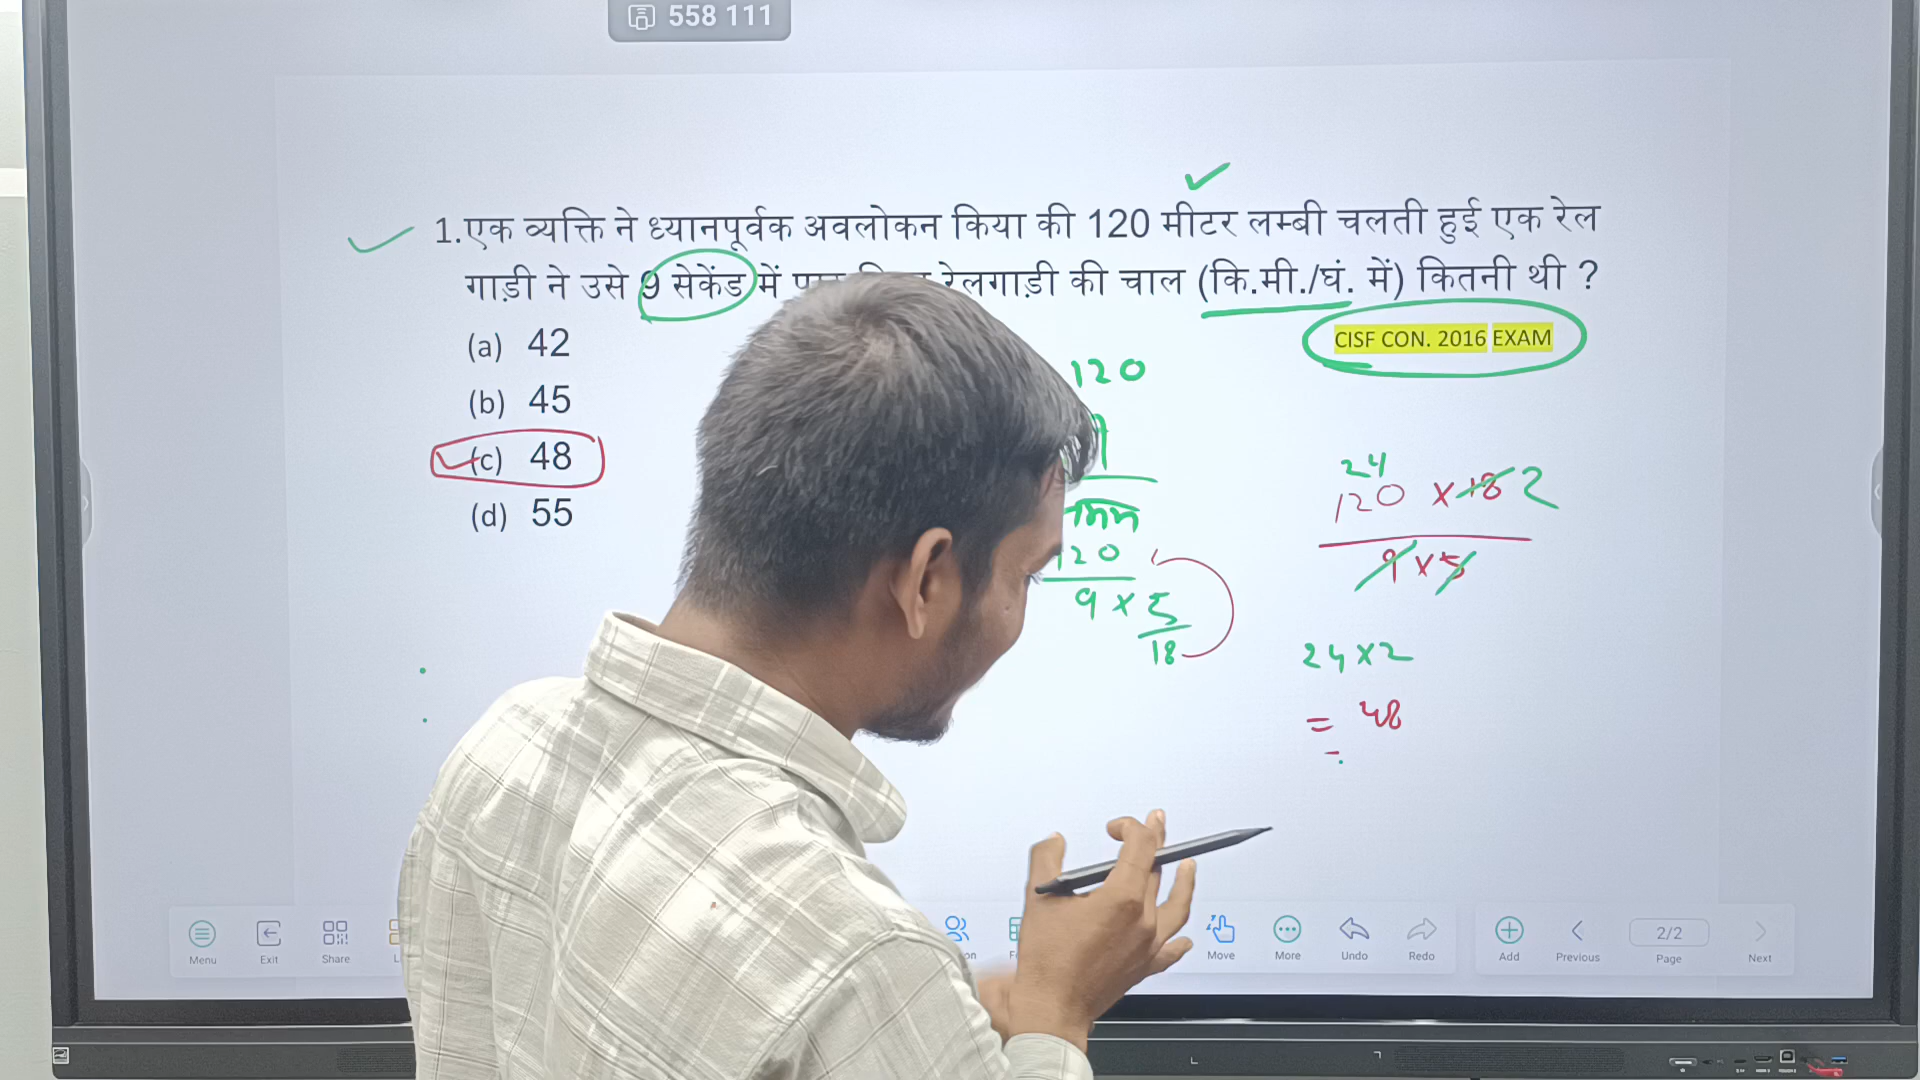 558 111
1.एक व्यक्ति ने ध्यानपूर्वक अवलोकन किया की 120 मीटर लम्बी चलती हुई एक रेल
गाड़ी ने उसे 9 सेकेंड में रेलगाड़ी की चाल (कि.मी./घं. में) कितनी थी ?
CISF CON. 2016 EXAM
(a) 42
(b) 45
(c) 48
(d) 55
120
120
9 × 5
18
24
120 × 18 2
9 × 5
24 × 2
= 48
Menu Exit Share Move More Undo Redo Add Previous 2/2 Page Next